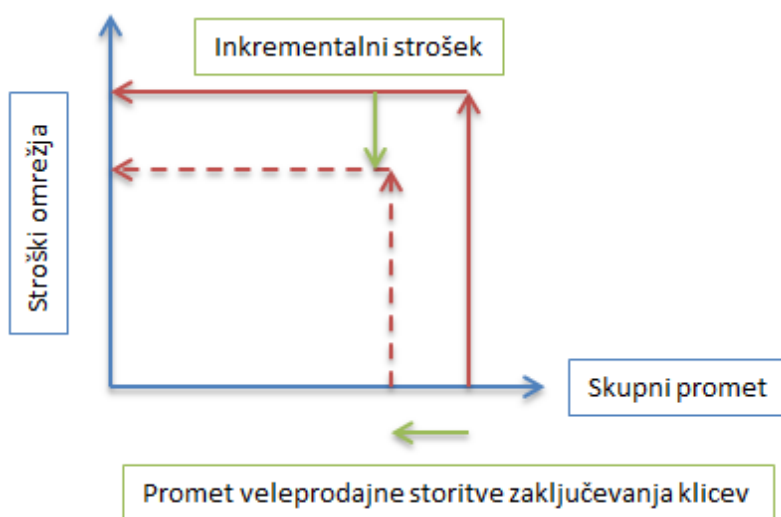 Inkrementalni strošek
Stroški omrežja
Skupni promet
Promet veleprodajne storitve zaključevanja klicev